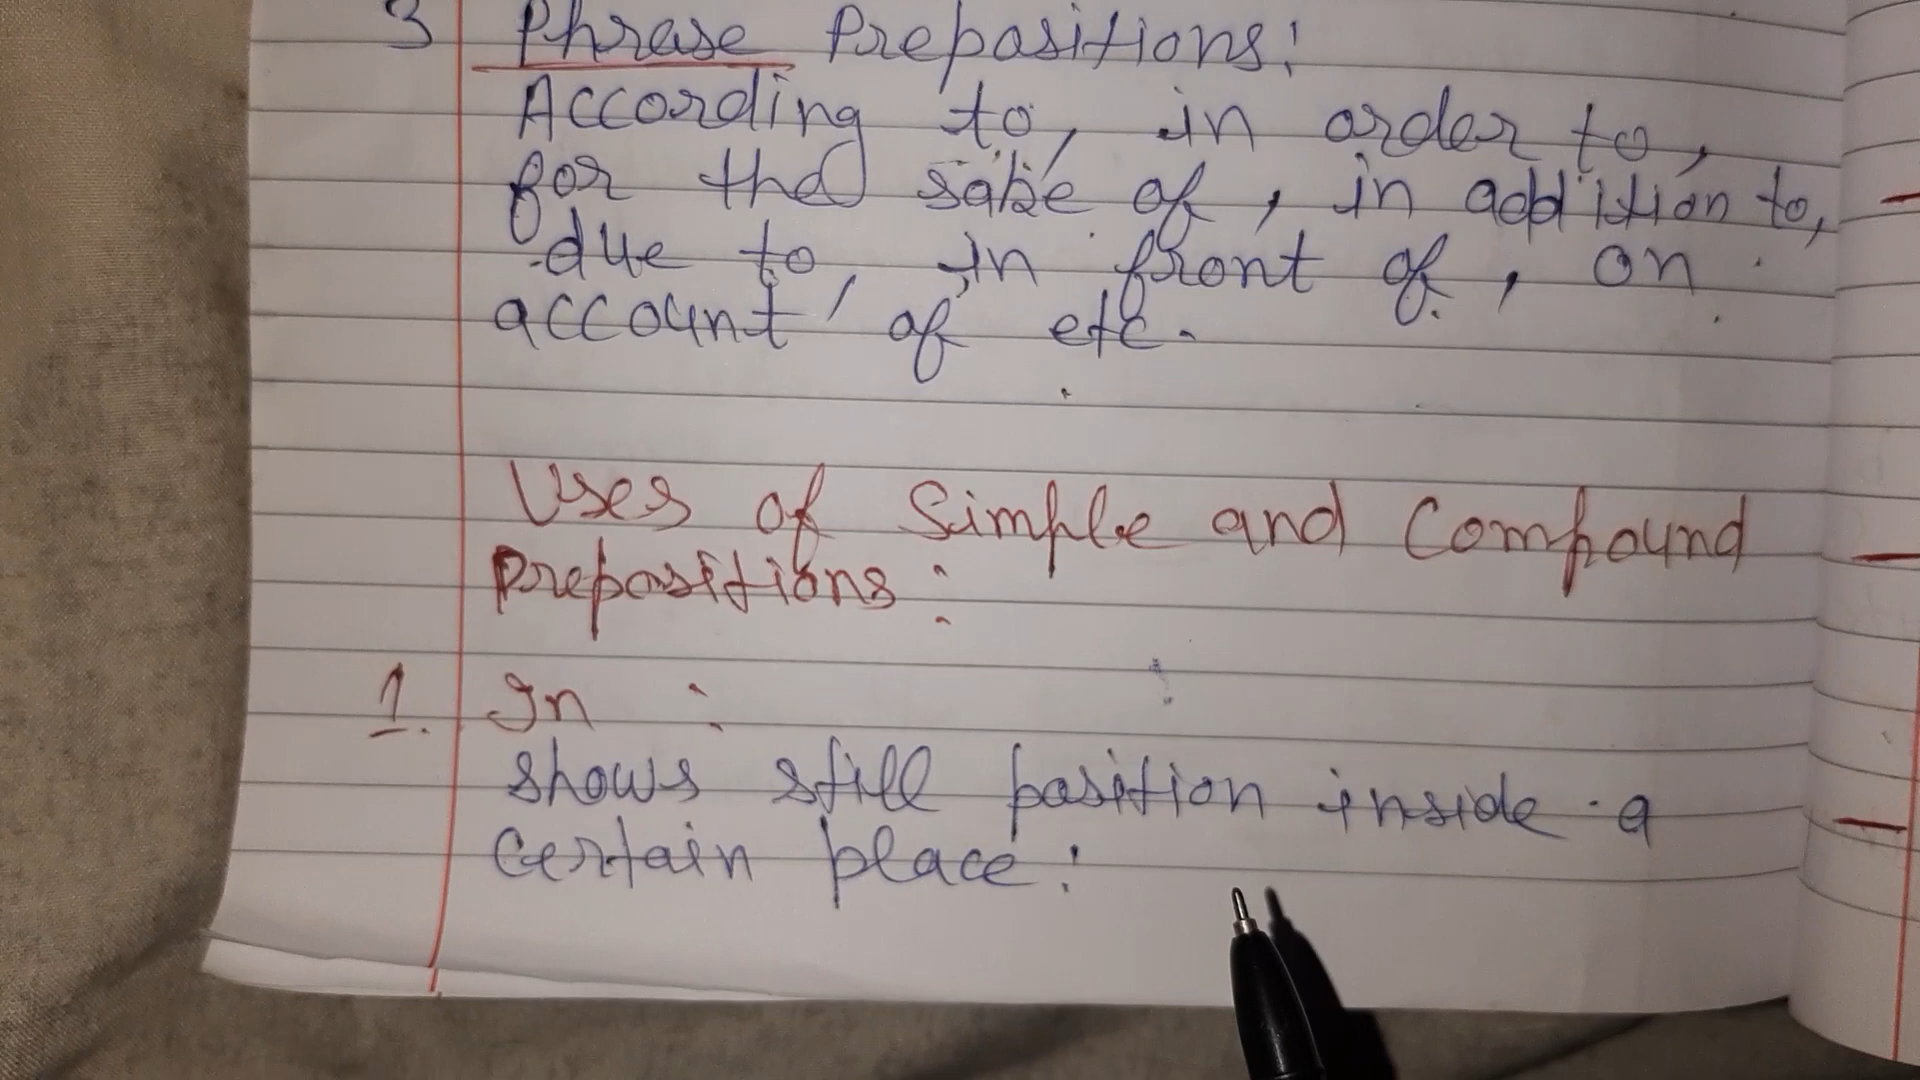 3 Phrase Prepositions:
According to, in order to,
for the sake of, in addition to,
due to, in front of, on
account of etc.
Uses of Simple and Compound
Prepositions:
1. In :
shows still position inside a
certain place: